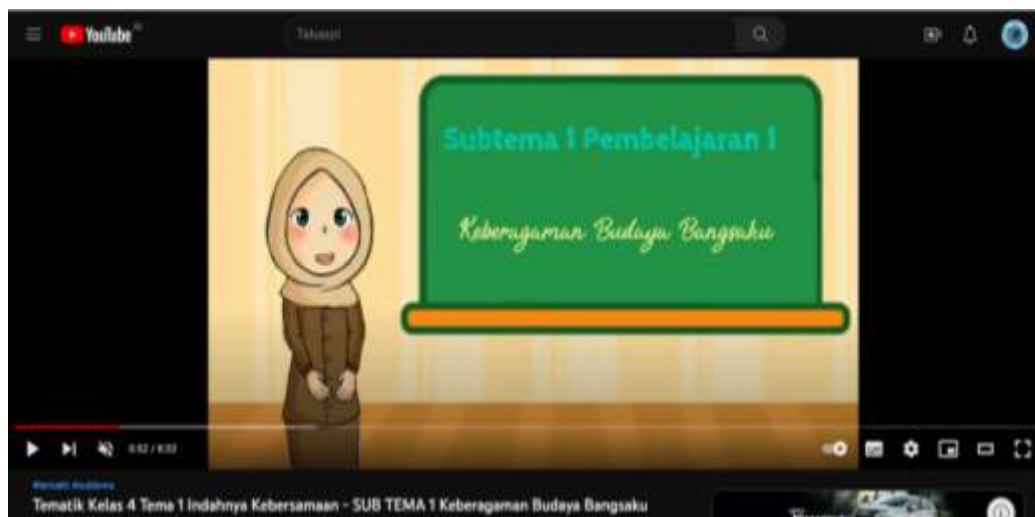 YouTube
Telusuri
Subtema 1 Pembelajaran 1
Keberagaman Budaya Bangsaku
Tematik Kelas 4 Tema 1 Indahnya Kebersamaan - SUB TEMA 1 Keberagaman Budaya Bangsaku